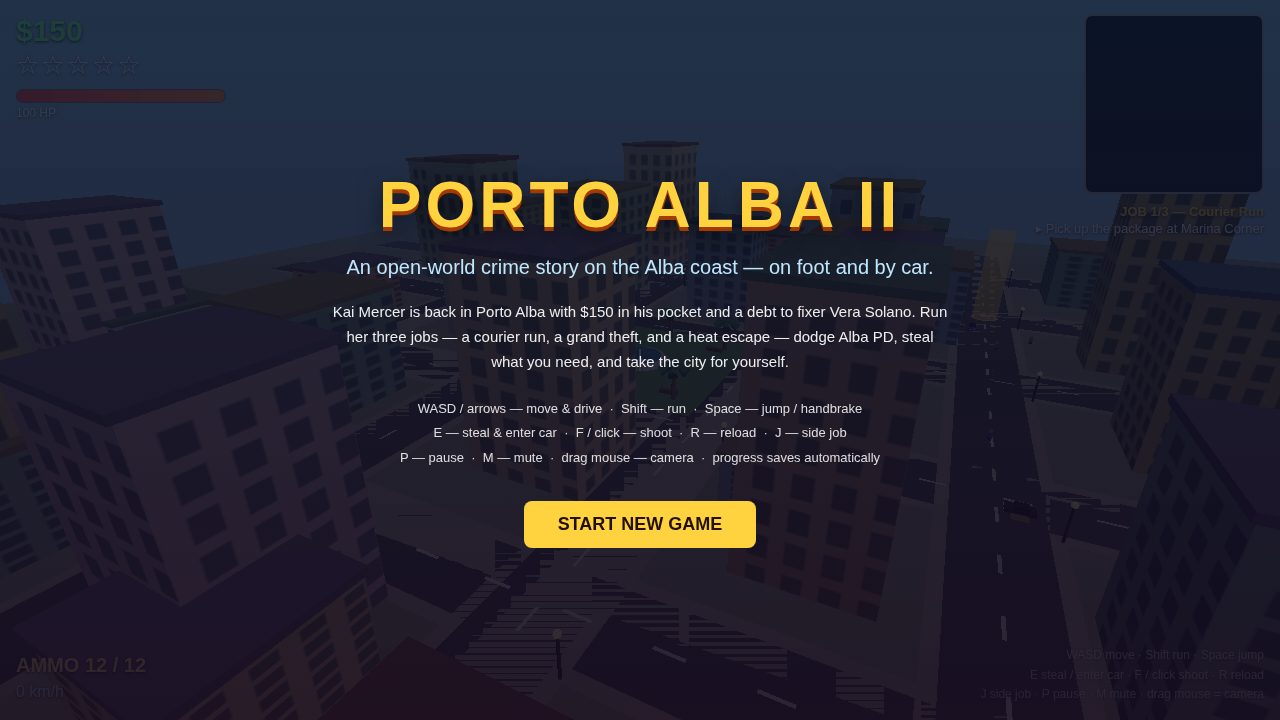 $150
☆☆☆☆☆
100 HP
JOB 1/3 — Courier Run
▸ Pick up the package at Marina Corner
PORTO ALBA II
An open-world crime story on the Alba coast — on foot and by car.
Kai Mercer is back in Porto Alba with $150 in his pocket and a debt to fixer Vera Solano. Run
her three jobs — a courier run, a grand theft, and a heat escape — dodge Alba PD, steal
what you need, and take the city for yourself.
WASD / arrows — move & drive · Shift — run · Space — jump / handbrake
E — steal & enter car · F / click — shoot · R — reload · J — side job
P — pause · M — mute · drag mouse — camera · progress saves automatically
START NEW GAME
AMMO 12 / 12
0 km/h
WASD move · Shift run · Space jump
E steal / enter car · F / click shoot · R reload
J side job · P pause · M mute · drag mouse = camera